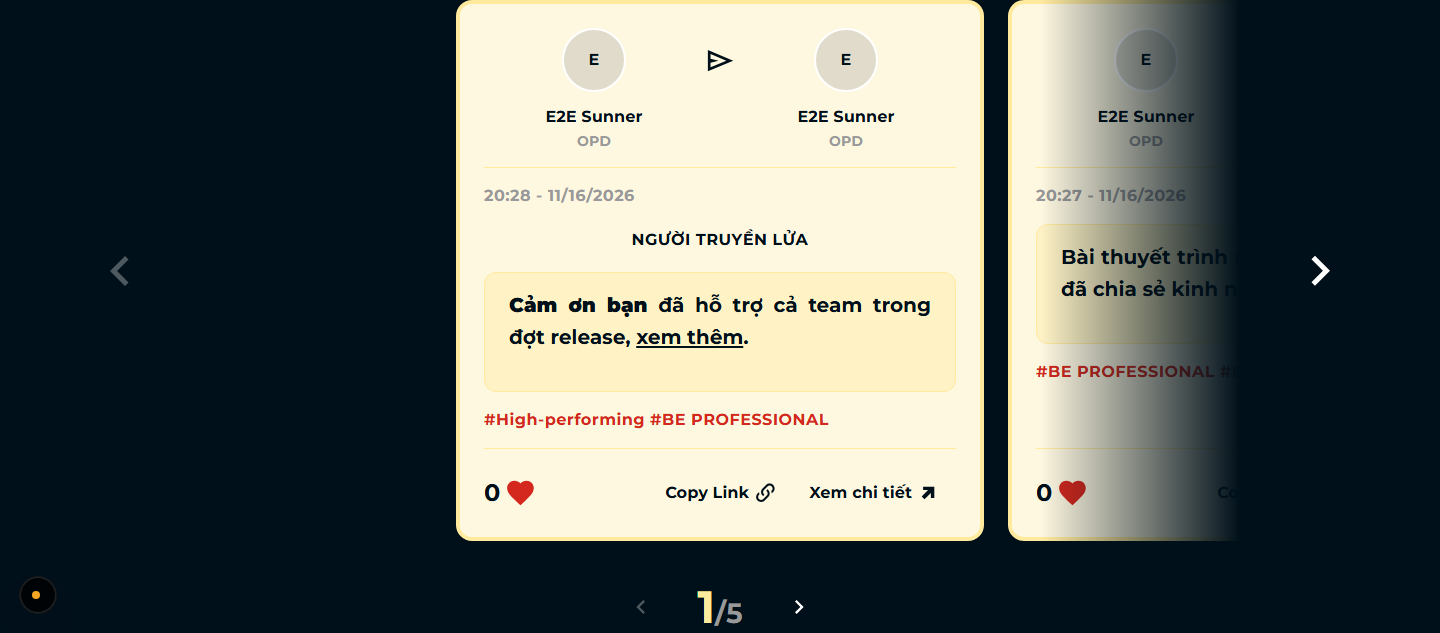 E
E
E2E Sunner
E2E Sunner
OPD
OPD
20:28 - 11/16/2026
NGƯỜI TRUYỀN LỬA
Cảm ơn bạn đã hỗ trợ cả team trong
đợt release, xem thêm.
#High-performing #BE PROFESSIONAL
0
Copy Link
Xem chi tiết
E
E2E Sunner
OPD
20:27 - 11/16/2026
Bài thuyết trình
đã chia sẻ kinh
#BE PROFESSIONAL
0
1/5